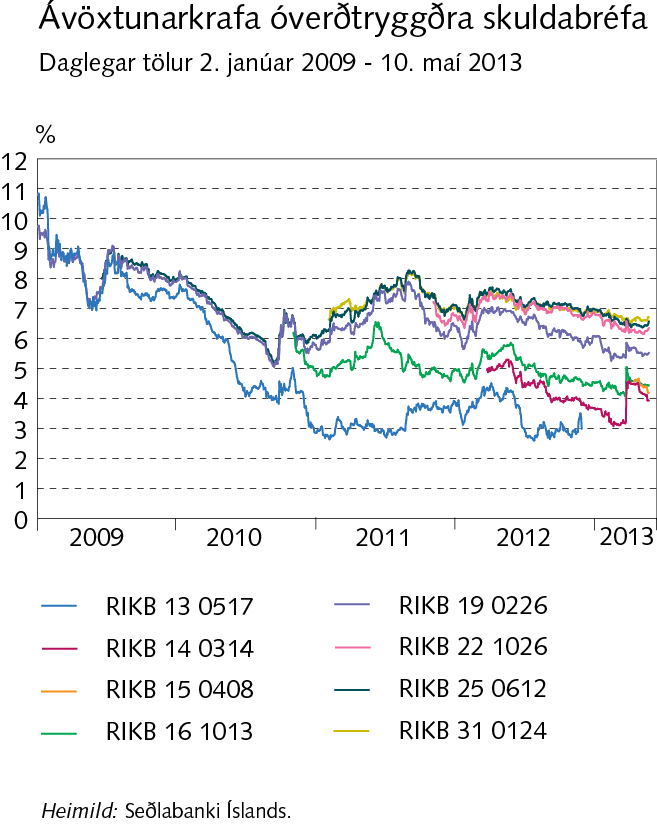 Ávöxtunarkrafa óverðtryggðra skuldabréfa
Daglegar tölur 2. janúar 2009 - 10. maí 2013
%
12
11
10
9
8
7
6
5
4
3
2
1
0
2009 2010 2011 2012 2013
RIKB 13 0517
RIKB 14 0314
RIKB 15 0408
RIKB 16 1013
RIKB 19 0226
RIKB 22 1026
RIKB 25 0612
RIKB 31 0124
Heimild: Seðlabanki Íslands.